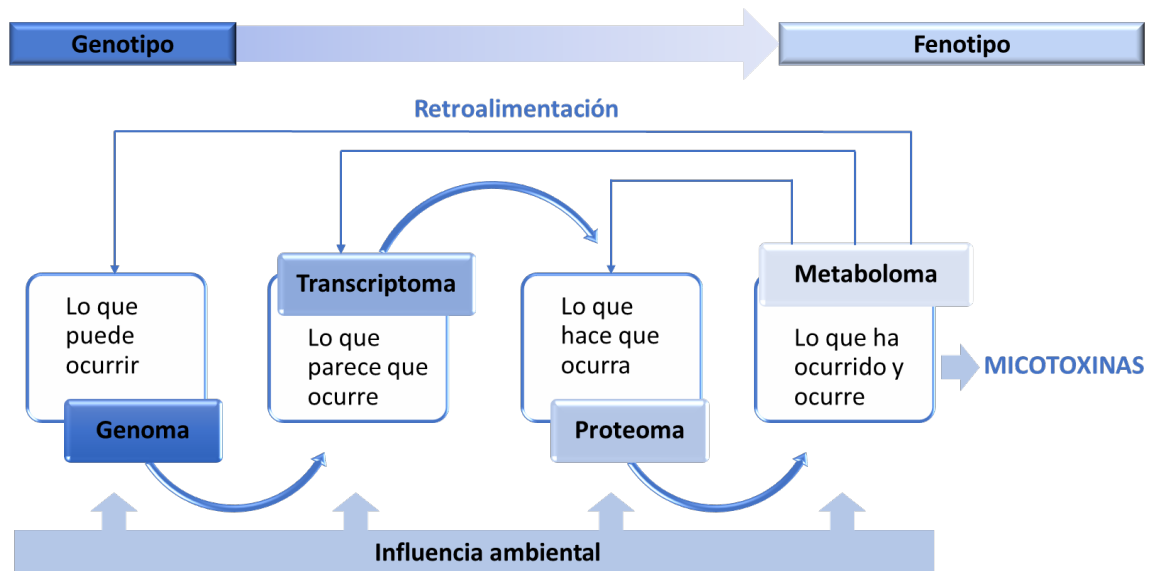 Genotipo
Fenotipo
Retroalimentación
Lo que
puede
ocurrir
Genoma
Transcriptoma
Lo que
parece que
ocurre
Lo que
hace que
ocurra
Proteoma
Metaboloma
Lo que ha
ocurrido y
ocurre
MICOTOXINAS
Influencia ambiental